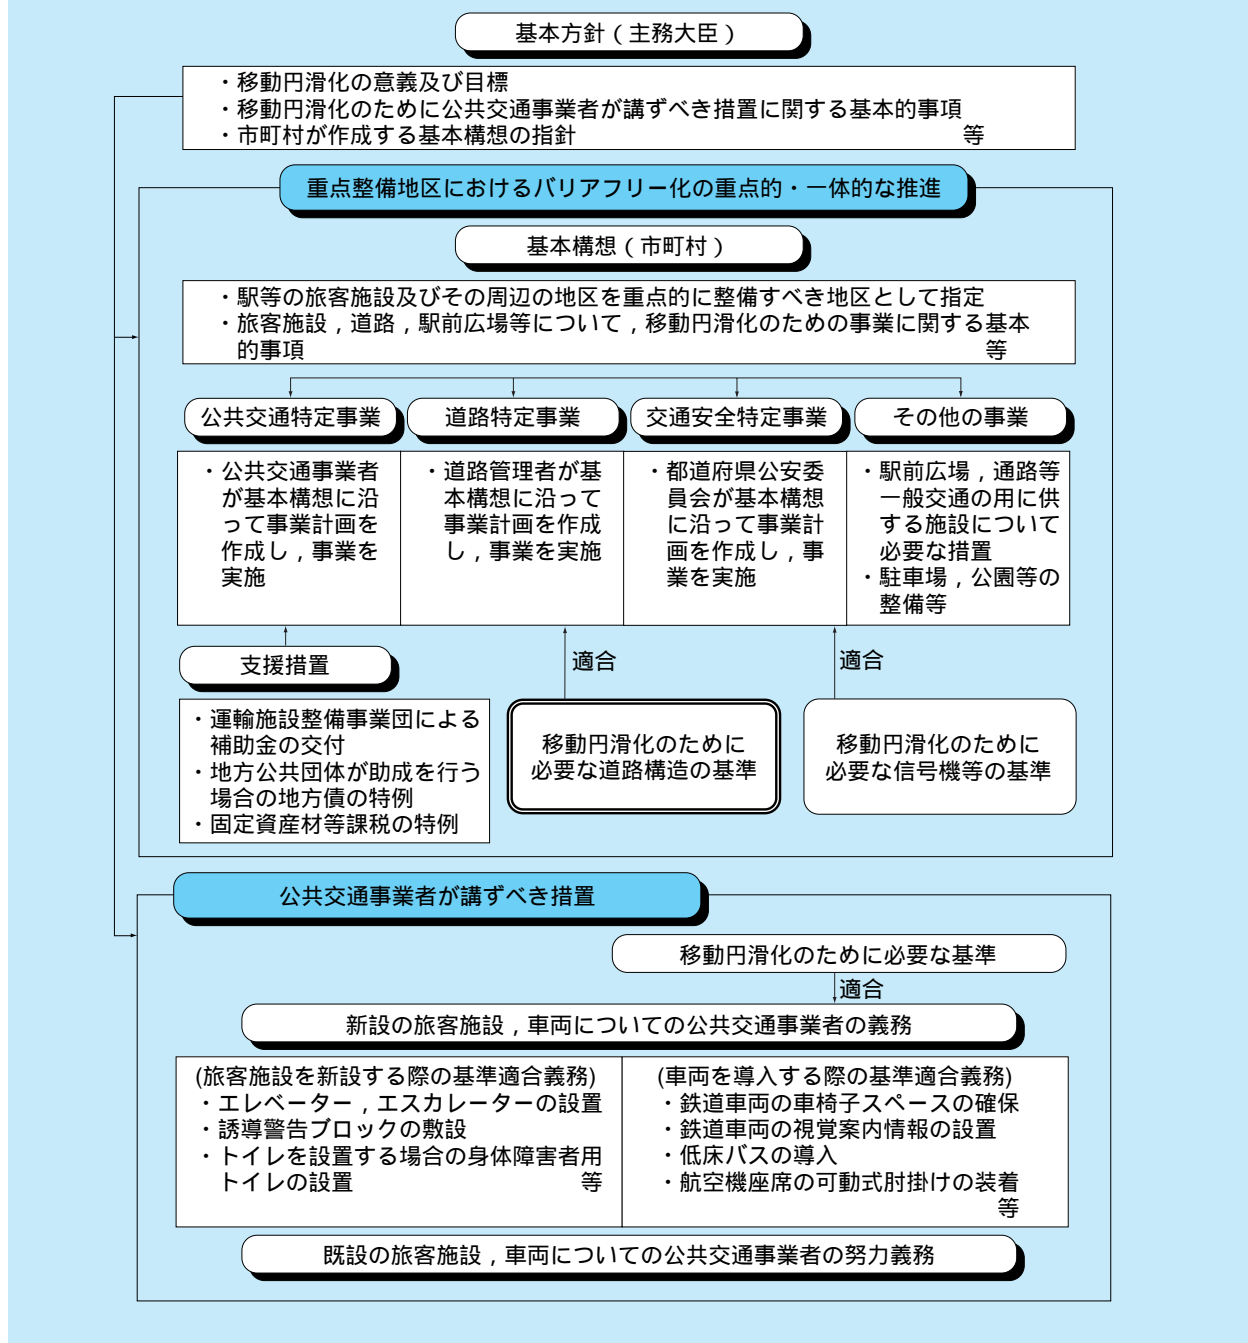 基本方針（主務大臣）
・移動円滑化の意義及び目標
・移動円滑化のために公共交通事業者が講ずべき措置に関する基本的事項
・市町村が作成する基本構想の指針 等
重点整備地区におけるバリアフリー化の重点的・一体的な推進
基本構想（市町村）
・駅等の旅客施設及びその周辺の地区を重点的に整備すべき地区として指定
・旅客施設，道路，駅前広場等について，移動円滑化のための事業に関する基本
的事項 等
公共交通特定事業
・公共交通事業者
が基本構想に沿
って事業計画を
作成し，事業を
実施
道路特定事業
・道路管理者が基
本構想に沿って
事業計画を作成
し，事業を実施
交通安全特定事業
・都道府県公安委
員会が基本構想
に沿って事業計
画を作成し，事
業を実施
その他の事業
・駅前広場，通路等
一般交通の用に供
する施設について
必要な措置
・駐車場，公園等の
整備等
支援措置
・運輸施設整備事業団による
補助金の交付
・地方公共団体が助成を行う
場合の地方債の特例
・固定資産材等課税の特例
適合
移動円滑化のために
必要な道路構造の基準
適合
移動円滑化のために
必要な信号機等の基準
公共交通事業者が講ずべき措置
移動円滑化のために必要な基準
適合
新設の旅客施設，車両についての公共交通事業者の義務
(旅客施設を新設する際の基準適合義務)
・エレベーター，エスカレーターの設置
・誘導警告ブロックの敷設
・トイレを設置する場合の身体障害者用
トイレの設置 等
(車両を導入する際の基準適合義務)
・鉄道車両の車椅子スペースの確保
・鉄道車両の視覚案内情報の設置
・低床バスの導入
・航空機座席の可動式肘掛けの装着
等
既設の旅客施設，車両についての公共交通事業者の努力義務